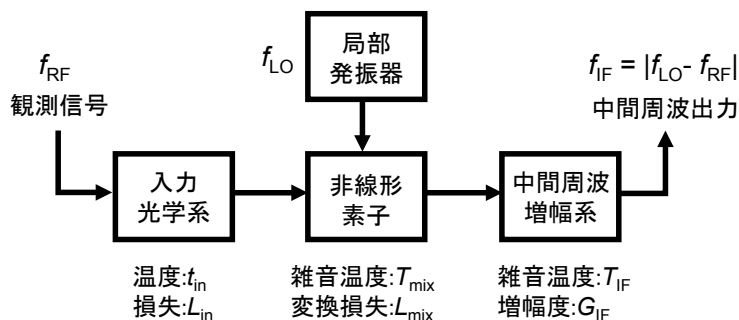 f_RF
観測信号
f_LO
局部
発振器
f_IF = |f_LO- f_RF|
中間周波出力
入力
光学系
非線形
素子
中間周波
増幅系
温度:t_in
損失:L_in
雑音温度:T_mix
変換損失:L_mix
雑音温度:T_IF
増幅度:G_IF